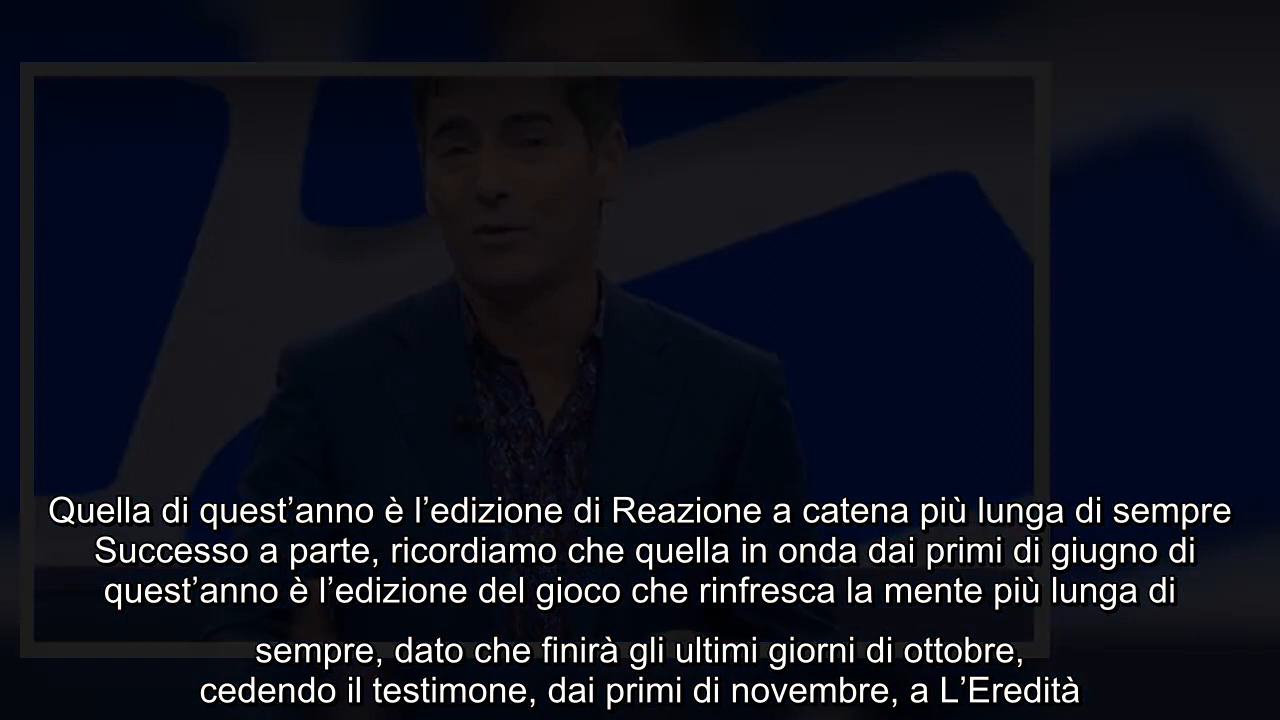 Quella di quest’anno è l’edizione di Reazione a catena più lunga di sempre
Successo a parte, ricordiamo che quella in onda dai primi di giugno di
quest’anno è l’edizione del gioco che rinfresca la mente più lunga di
sempre, dato che finirà gli ultimi giorni di ottobre,
cedendo il testimone, dai primi di novembre, a L’Eredità